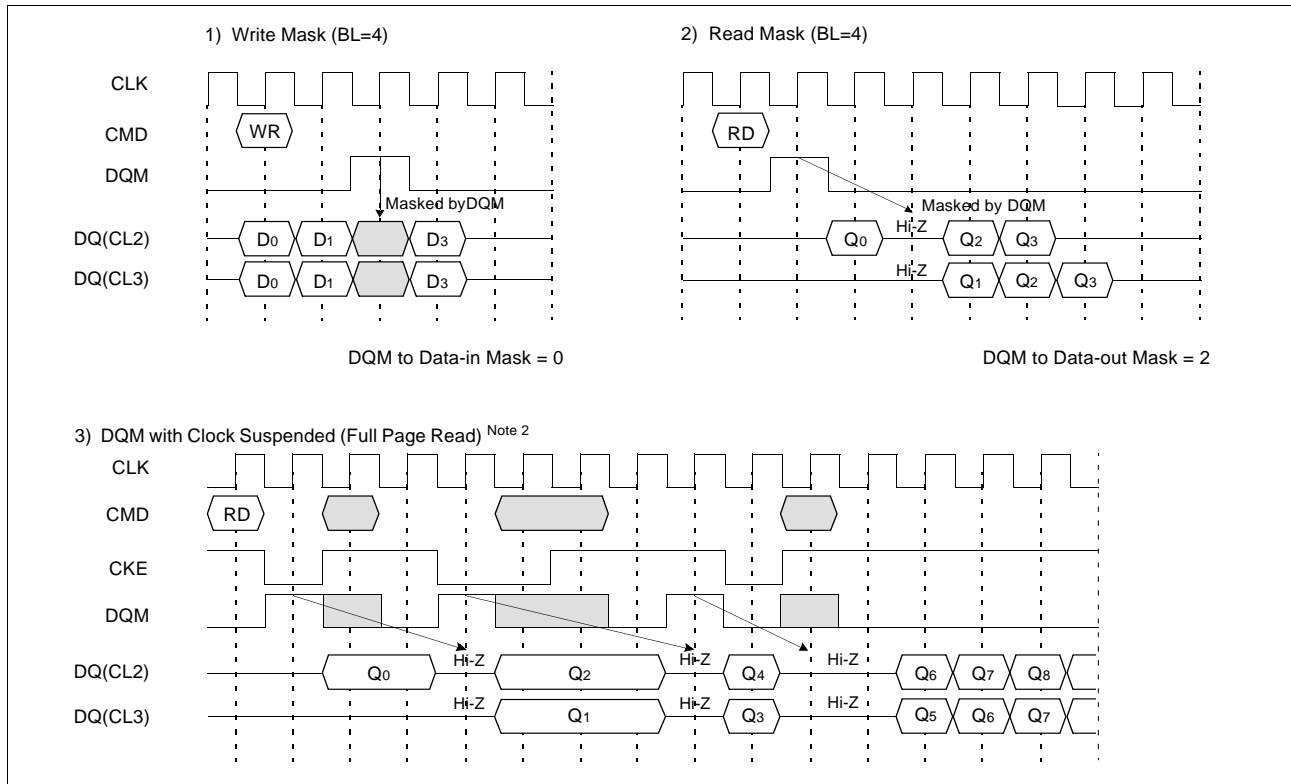 1) Write Mask (BL=4)
2) Read Mask (BL=4)
CLK
CMD WR RD
DQM
Masked byDQM
Masked by DQM
DQ(CL2) D0 D1 D3 Q0 Hi-Z Q2 Q3
DQ(CL3) D0 D1 D3 Hi-Z Q1 Q2 Q3
DQM to Data-in Mask = 0
DQM to Data-out Mask = 2
3) DQM with Clock Suspended (Full Page Read) Note 2
CLK
CMD RD
CKE
DQM
DQ(CL2) Q0 Hi-Z Q2 Hi-Z Q4 Hi-Z Q6 Q7 Q8
DQ(CL3) Hi-Z Q1 Hi-Z Q3 Hi-Z Q5 Q6 Q7